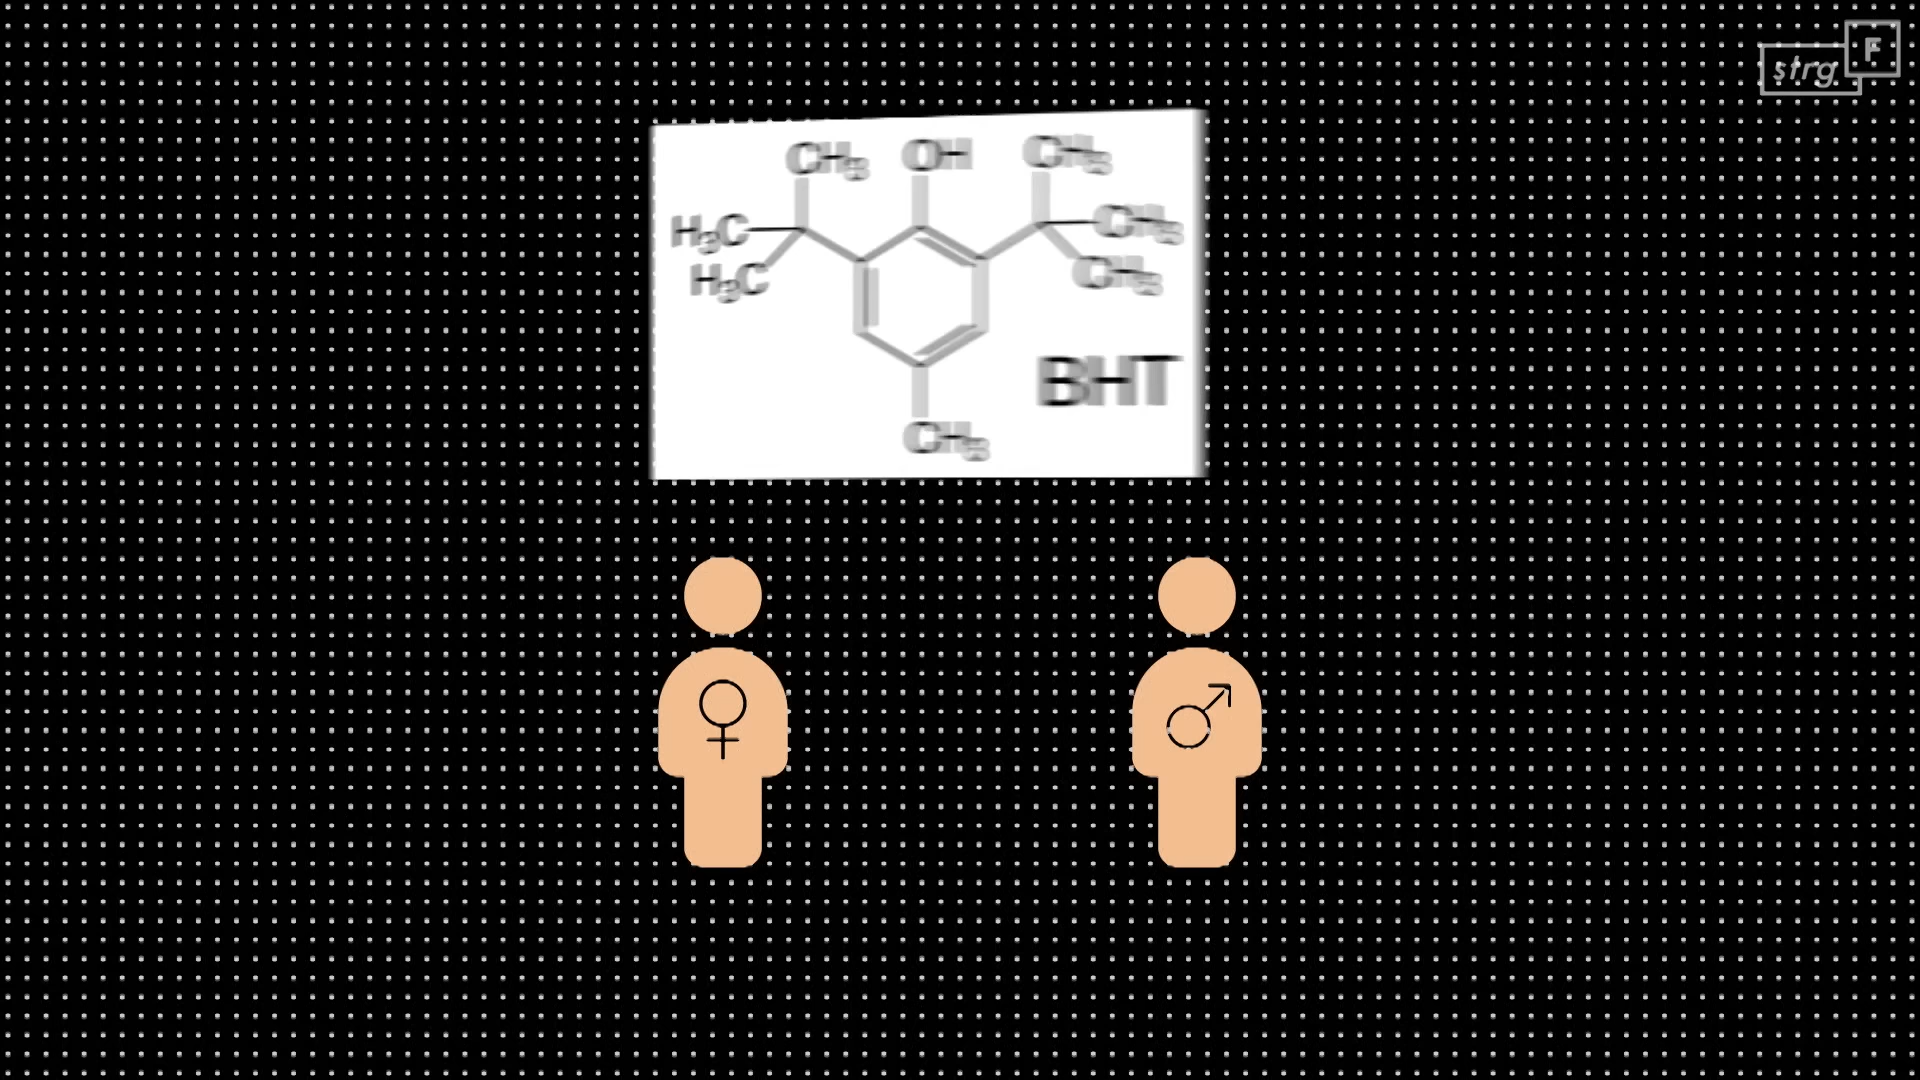 strg F
CH₃ OH CH₃
H₃C CH₃
H₃C CH₃
BHT
CH₃